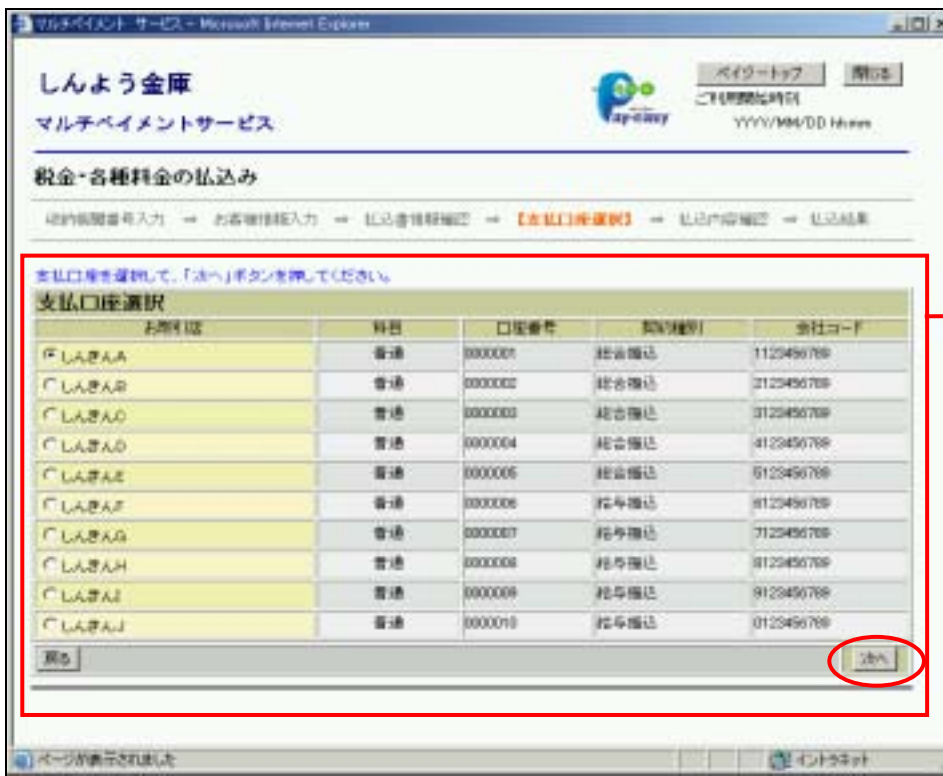 マルチペイメント サービス - Microsoft Internet Explorer
しんよう金庫
マルチペイメントサービス
Pay-easy
ペイジートップ 閉じる
ご利用開始時刻
YYYY/MM/DD hh:mm
税金・各種料金の払込み
収納機関番号入力 ⇒ お客様情報入力 ⇒ 払込書情報確認 ⇒ 【支払口座選択】 ⇒ 払込内容確認 ⇒ 払込結果
支払口座を選択して、「次へ」ボタンを押してください。
支払口座選択
お取引店 科目 口座番号 契約種別 会社コード
しんきんA 普通 0000001 総合振込 1123456789
しんきんB 普通 0000002 総合振込 2123456789
しんきんC 普通 0000003 総合振込 3123456789
しんきんD 普通 0000004 総合振込 4123456789
しんきんE 普通 0000005 総合振込 5123456789
しんきんF 普通 0000006 給与振込 6123456789
しんきんG 普通 0000007 給与振込 7123456789
しんきんH 普通 0000008 給与振込 8123456789
しんきんI 普通 0000009 給与振込 9123456789
しんきんJ 普通 0000010 給与振込 0123456789
戻る 次へ
ページが表示されました イントラネット